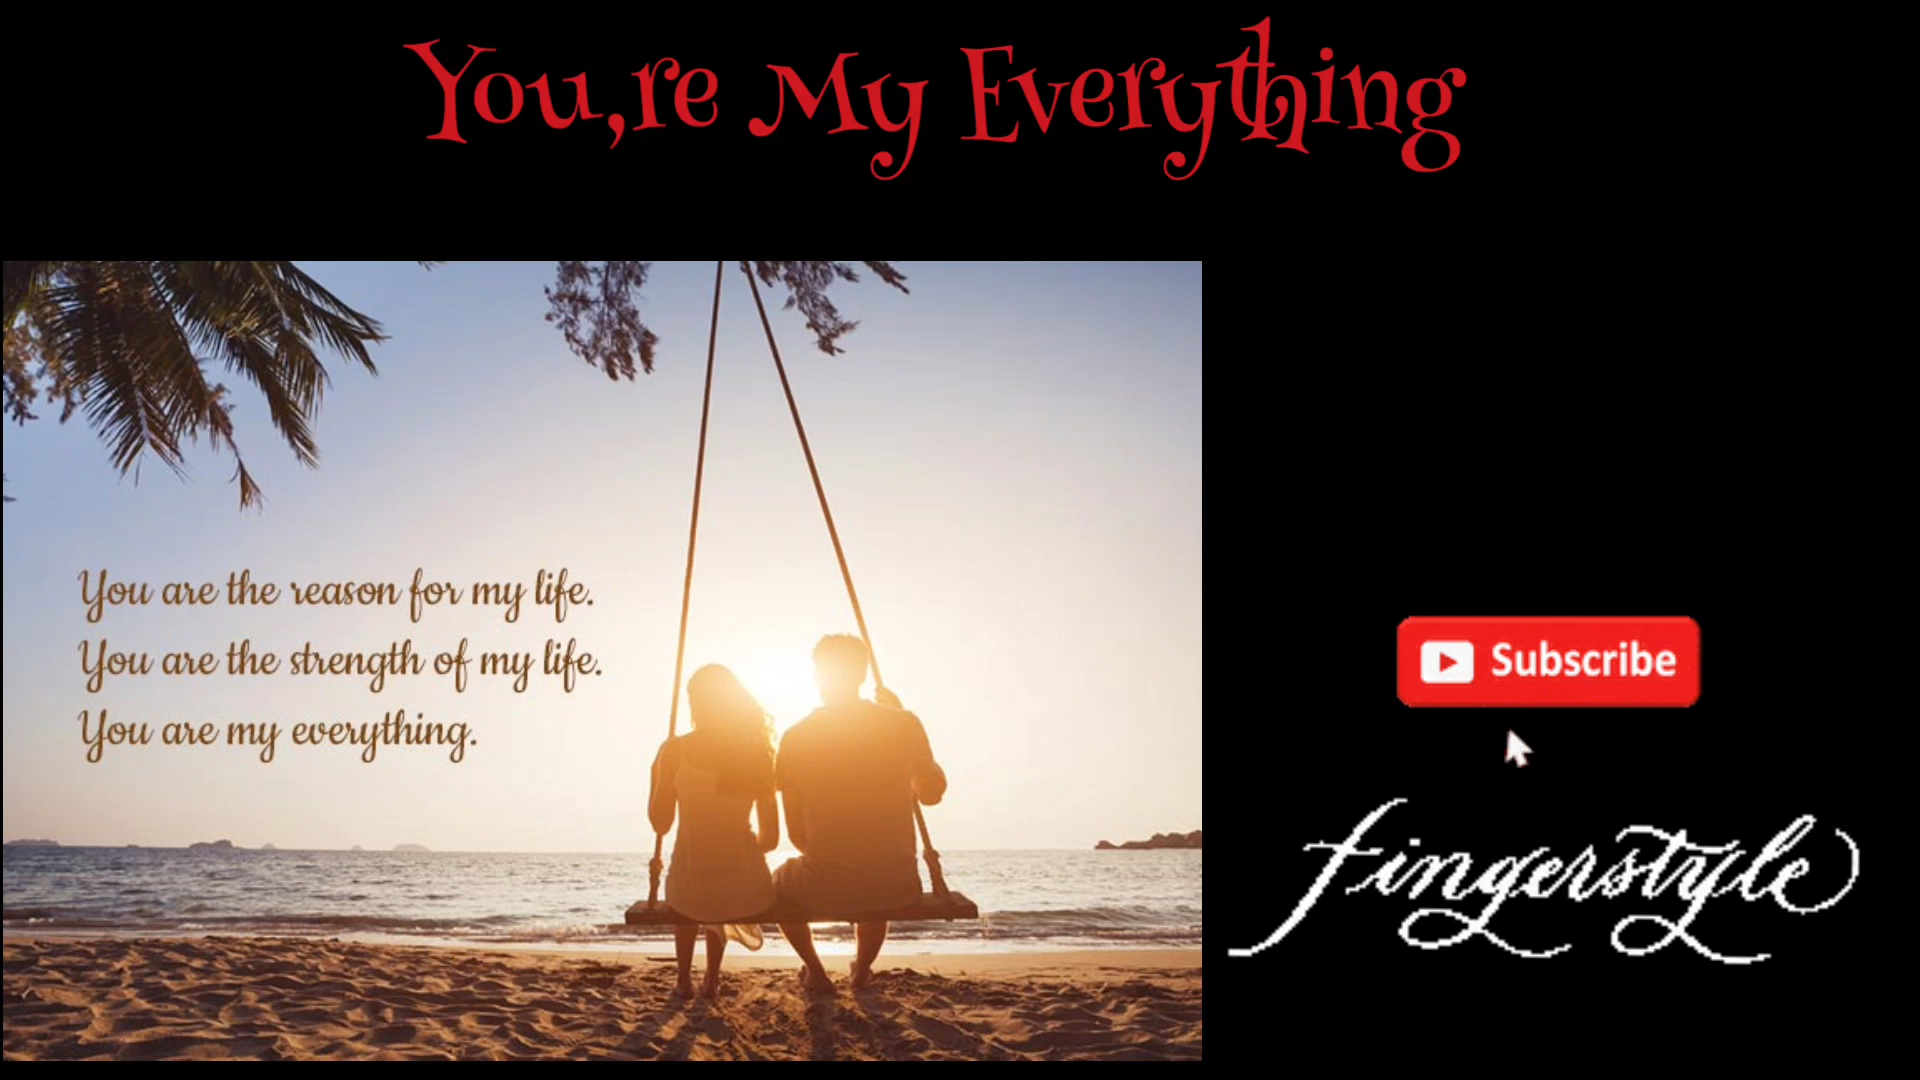 You,re My Everything
You are the reason for my life.
You are the strength of my life.
You are my everything.
Subscribe
fingerstyle